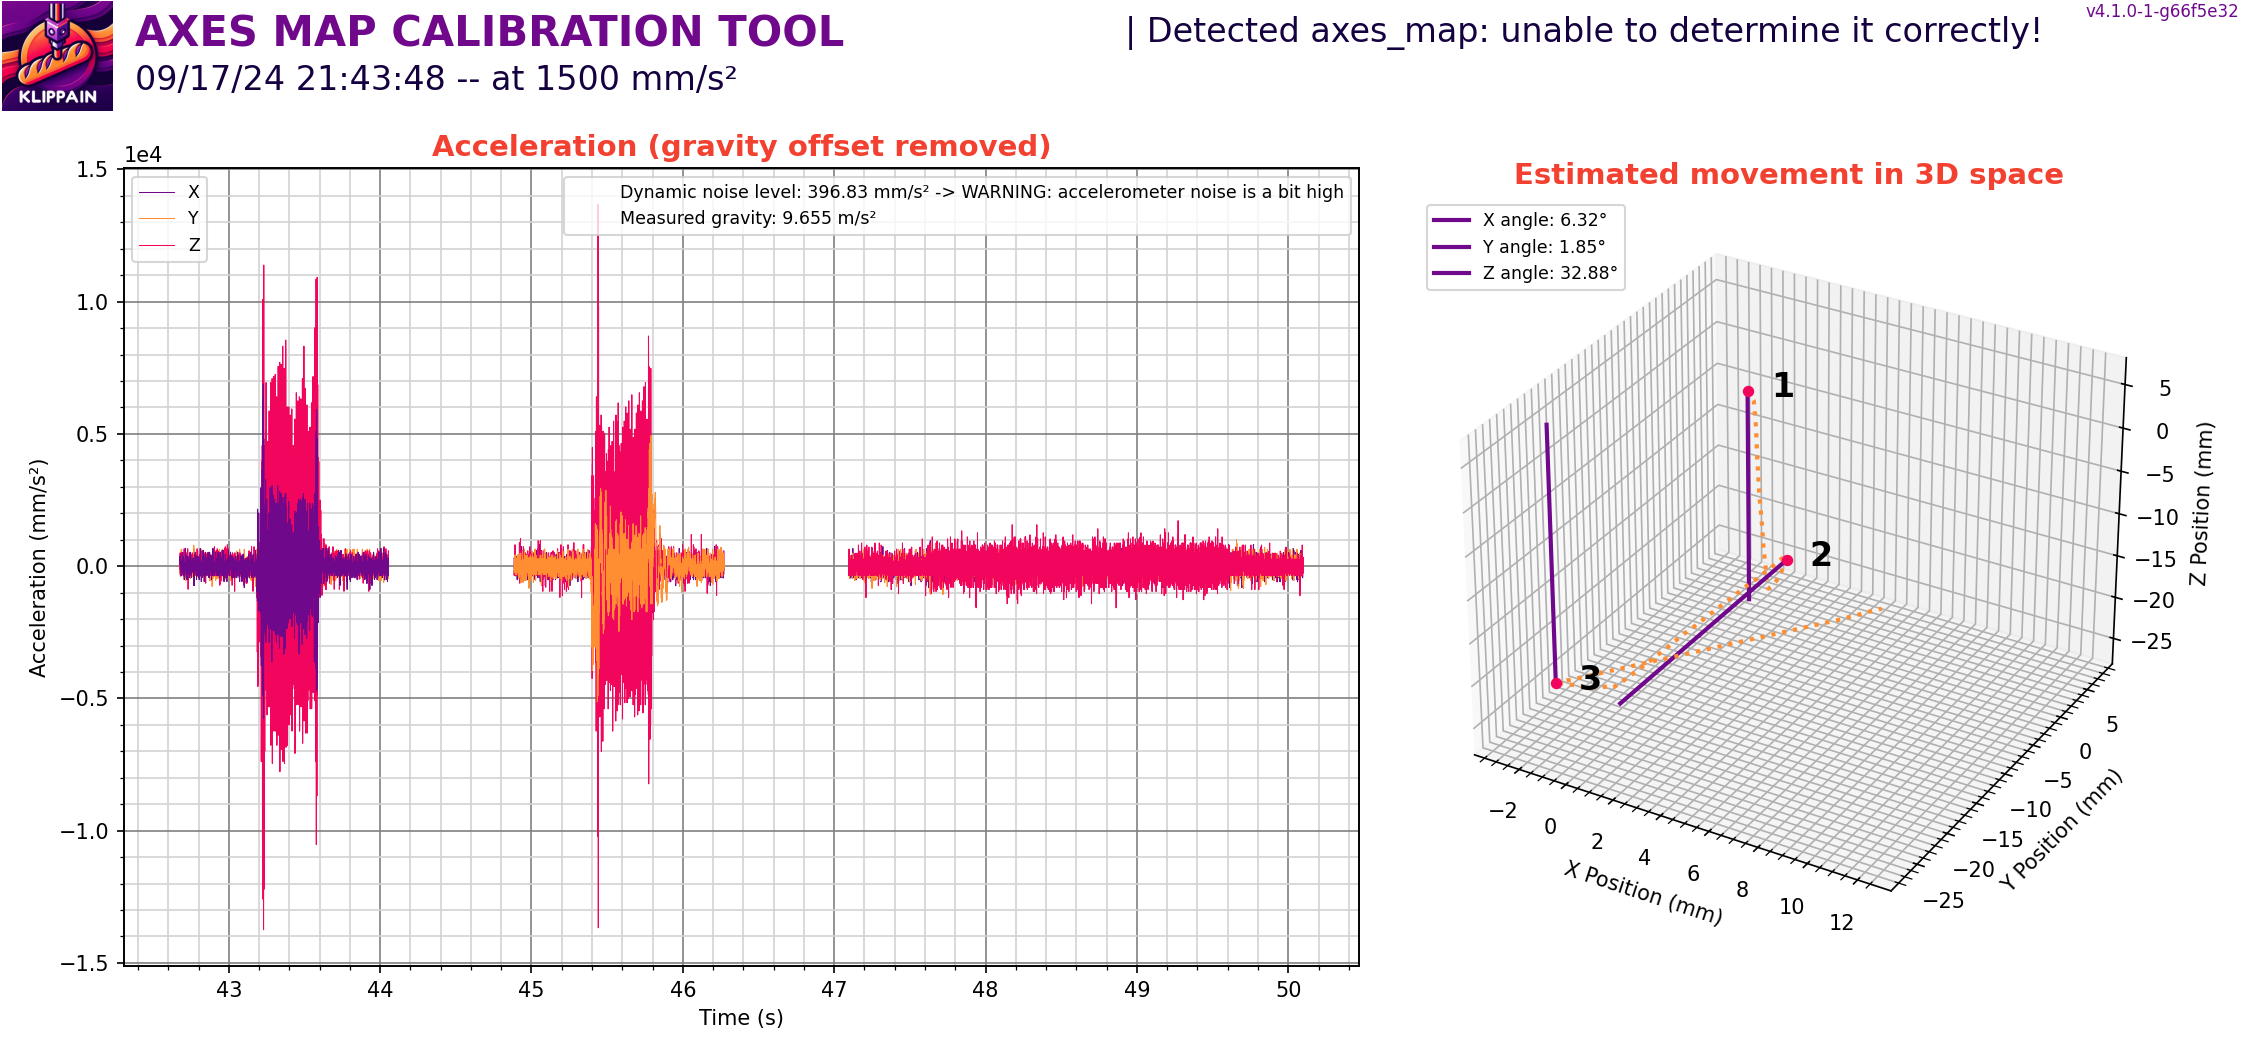 AXES MAP CALIBRATION TOOL
| Detected axes_map: unable to determine it correctly!
v4.1.0-1-g66f5e32
09/17/24 21:43:48 -- at 1500 mm/s²
KLIPPAIN
Acceleration (gravity offset removed)
1e4
X
Y
Z
Dynamic noise level: 396.83 mm/s² -> WARNING: accelerometer noise is a bit high
Measured gravity: 9.655 m/s²
1.5
1.0
0.5
0.0
−0.5
−1.0
−1.5
Acceleration (mm/s²)
43 44 45 46 47 48 49 50
Time (s)
Estimated movement in 3D space
X angle: 6.32°
Y angle: 1.85°
Z angle: 32.88°
1
2
3
5
0
−5
−10
−15
−20
−25
Z Position (mm)
−2 0 2 4 6 8 10 12
X Position (mm)
5
0
−5
−10
−15
−20
−25
Y Position (mm)